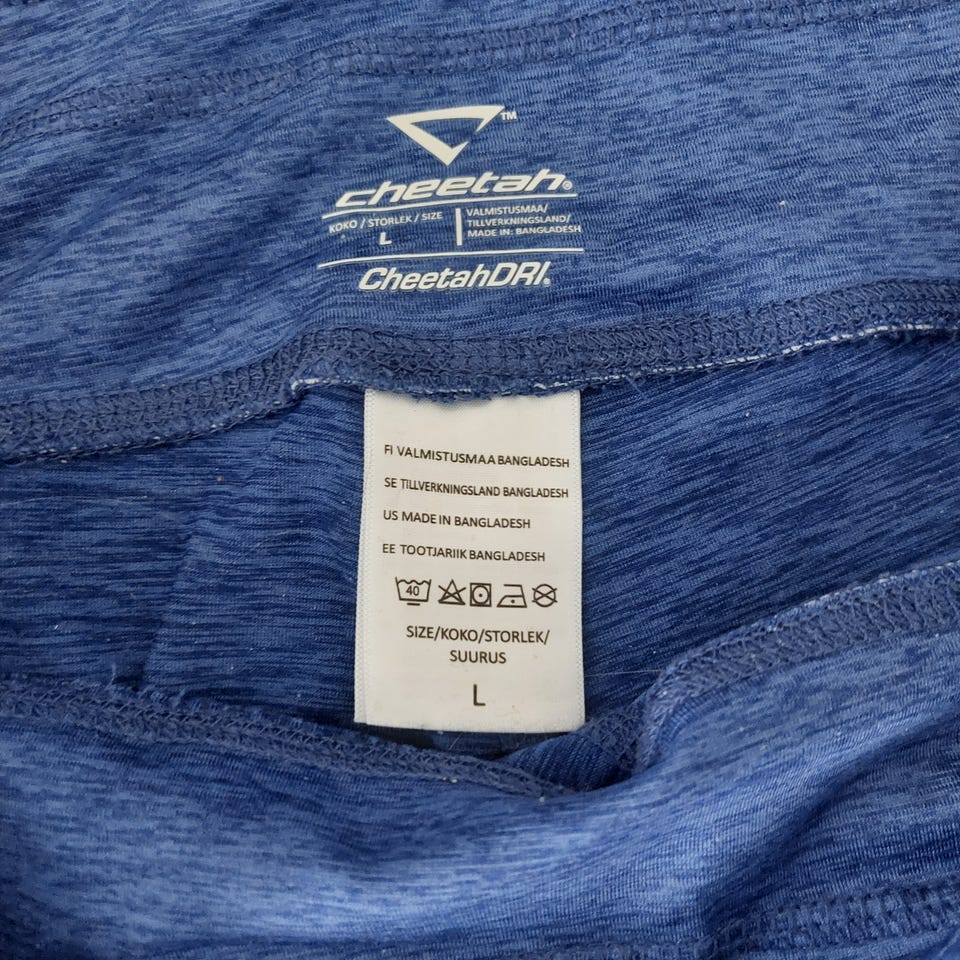 ™
cheetah®
KOKO / STORLEK / SIZE
L
VALMISTUSMAA/
TILLVERKNINGSLAND/
MADE IN: BANGLADESH
CheetahDRI®
FI VALMISTUSMAA BANGLADESH
SE TILLVERKNINGSLAND BANGLADESH
US MADE IN BANGLADESH
EE TOOTJARIIK BANGLADESH
40
SIZE/KOKO/STORLEK/
SUURUS
L